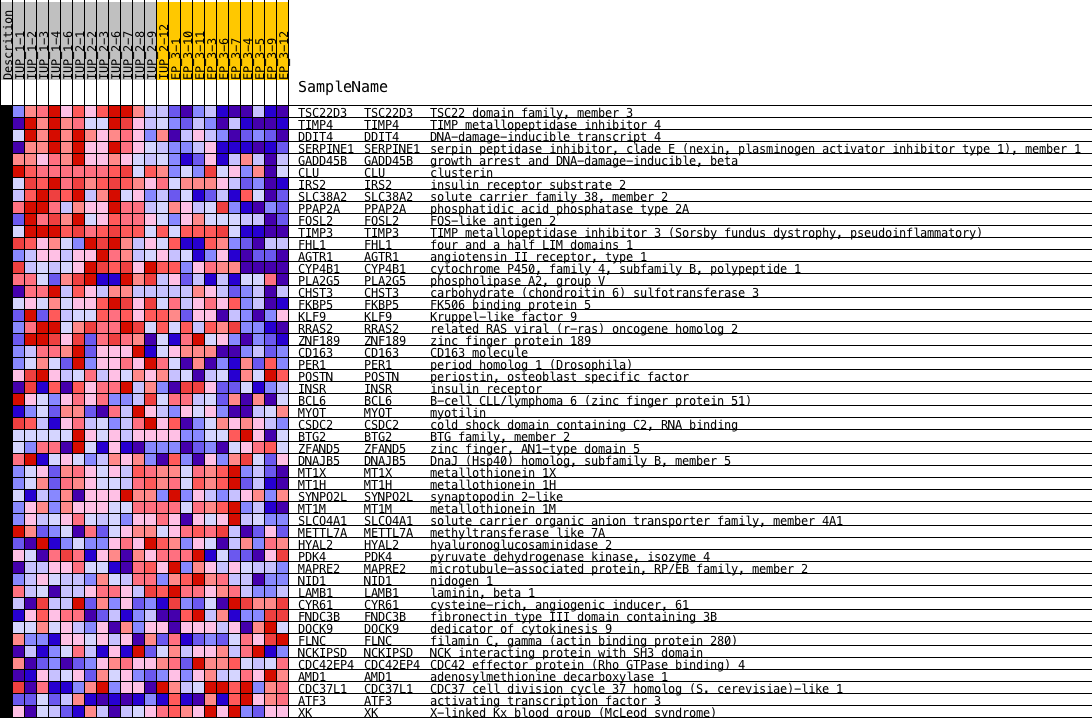 Descrition
IUP_1-1
IUP_1-2
IUP_1-3
IUP_1-4
IUP_1-6
IUP_2-1
IUP_2-2
IUP_2-3
IUP_2-6
IUP_2-7
IUP_2-8
IUP_2-9
IUP_2-12
EP_3-1
EP_3-10
EP_3-11
EP_3-3
EP_3-6
EP_3-7
EP_3-4
EP_3-5
EP_3-9
EP_3-12
SampleName
TSC22D3 TSC22D3 TSC22 domain family, member 3
TIMP4 TIMP4 TIMP metallopeptidase inhibitor 4
DDIT4 DDIT4 DNA-damage-inducible transcript 4
SERPINE1 SERPINE1 serpin peptidase inhibitor, clade E (nexin, plasminogen activator inhibitor type 1), member 1
GADD45B GADD45B growth arrest and DNA-damage-inducible, beta
CLU CLU clusterin
IRS2 IRS2 insulin receptor substrate 2
SLC38A2 SLC38A2 solute carrier family 38, member 2
PPAP2A PPAP2A phosphatidic acid phosphatase type 2A
FOSL2 FOSL2 FOS-like antigen 2
TIMP3 TIMP3 TIMP metallopeptidase inhibitor 3 (Sorsby fundus dystrophy, pseudoinflammatory)
FHL1 FHL1 four and a half LIM domains 1
AGTR1 AGTR1 angiotensin II receptor, type 1
CYP4B1 CYP4B1 cytochrome P450, family 4, subfamily B, polypeptide 1
PLA2G5 PLA2G5 phospholipase A2, group V
CHST3 CHST3 carbohydrate (chondroitin 6) sulfotransferase 3
FKBP5 FKBP5 FK506 binding protein 5
KLF9 KLF9 Kruppel-like factor 9
RRAS2 RRAS2 related RAS viral (r-ras) oncogene homolog 2
ZNF189 ZNF189 zinc finger protein 189
CD163 CD163 CD163 molecule
PER1 PER1 period homolog 1 (Drosophila)
POSTN POSTN periostin, osteoblast specific factor
INSR INSR insulin receptor
BCL6 BCL6 B-cell CLL/lymphoma 6 (zinc finger protein 51)
MYOT MYOT myotilin
CSDC2 CSDC2 cold shock domain containing C2, RNA binding
BTG2 BTG2 BTG family, member 2
ZFAND5 ZFAND5 zinc finger, AN1-type domain 5
DNAJB5 DNAJB5 DnaJ (Hsp40) homolog, subfamily B, member 5
MT1X MT1X metallothionein 1X
MT1H MT1H metallothionein 1H
SYNPO2L SYNPO2L synaptopodin 2-like
MT1M MT1M metallothionein 1M
SLCO4A1 SLCO4A1 solute carrier organic anion transporter family, member 4A1
METTL7A METTL7A methyltransferase like 7A
HYAL2 HYAL2 hyaluronoglucosaminidase 2
PDK4 PDK4 pyruvate dehydrogenase kinase, isozyme 4
MAPRE2 MAPRE2 microtubule-associated protein, RP/EB family, member 2
NID1 NID1 nidogen 1
LAMB1 LAMB1 laminin, beta 1
CYR61 CYR61 cysteine-rich, angiogenic inducer, 61
FNDC3B FNDC3B fibronectin type III domain containing 3B
DOCK9 DOCK9 dedicator of cytokinesis 9
FLNC FLNC filamin C, gamma (actin binding protein 280)
NCKIPSD NCKIPSD NCK interacting protein with SH3 domain
CDC42EP4 CDC42EP4 CDC42 effector protein (Rho GTPase binding) 4
AMD1 AMD1 adenosylmethionine decarboxylase 1
CDC37L1 CDC37L1 CDC37 cell division cycle 37 homolog (S. cerevisiae)-like 1
ATF3 ATF3 activating transcription factor 3
XK XK X-linked Kx blood group (McLeod syndrome)